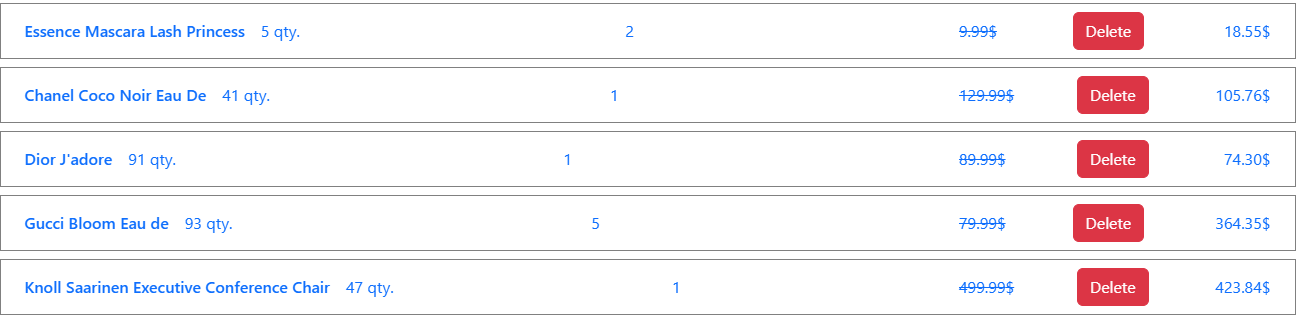 Essence Mascara Lash Princess 5 qty. 2 9.99$ Delete 18.55$
Chanel Coco Noir Eau De 41 qty. 1 129.99$ Delete 105.76$
Dior J'adore 91 qty. 1 89.99$ Delete 74.30$
Gucci Bloom Eau de 93 qty. 5 79.99$ Delete 364.35$
Knoll Saarinen Executive Conference Chair 47 qty. 1 499.99$ Delete 423.84$